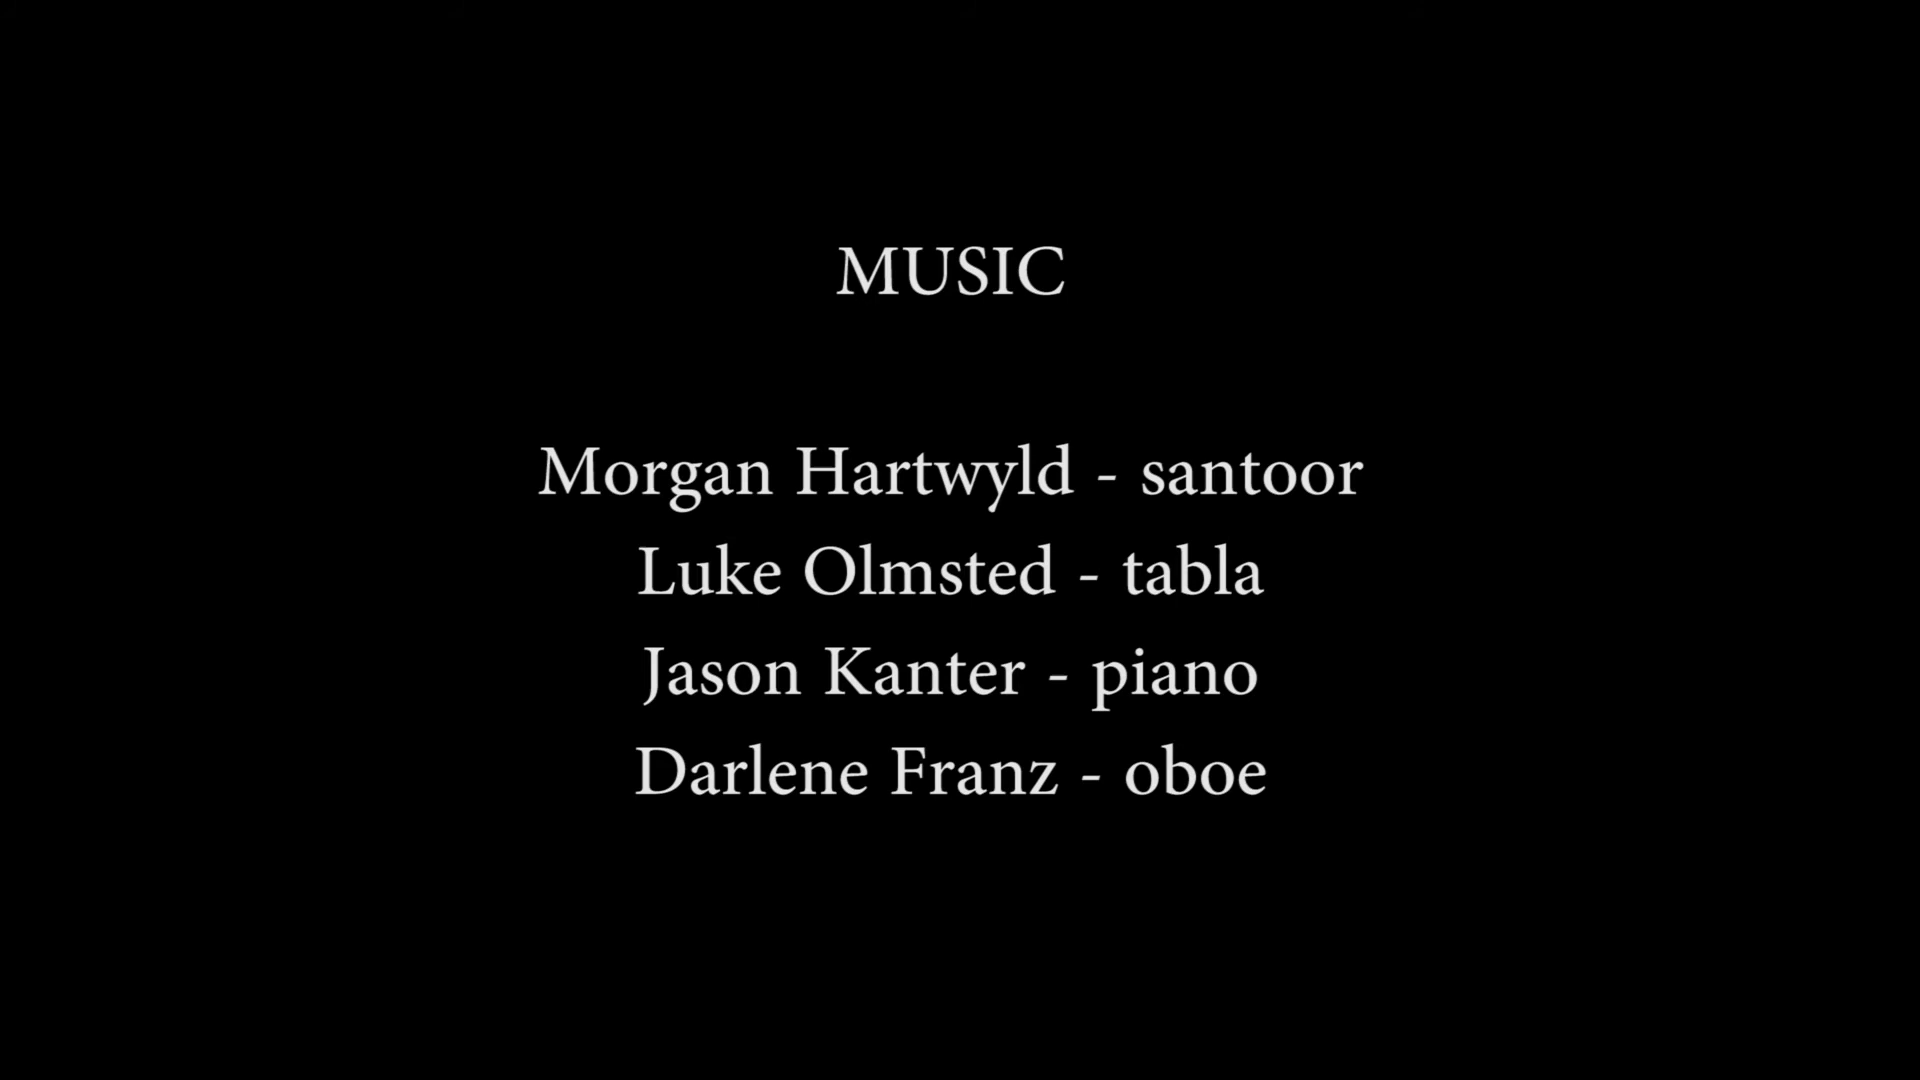 MUSIC
Morgan Hartwyld - santoor
Luke Olmsted - tabla
Jason Kanter - piano
Darlene Franz - oboe